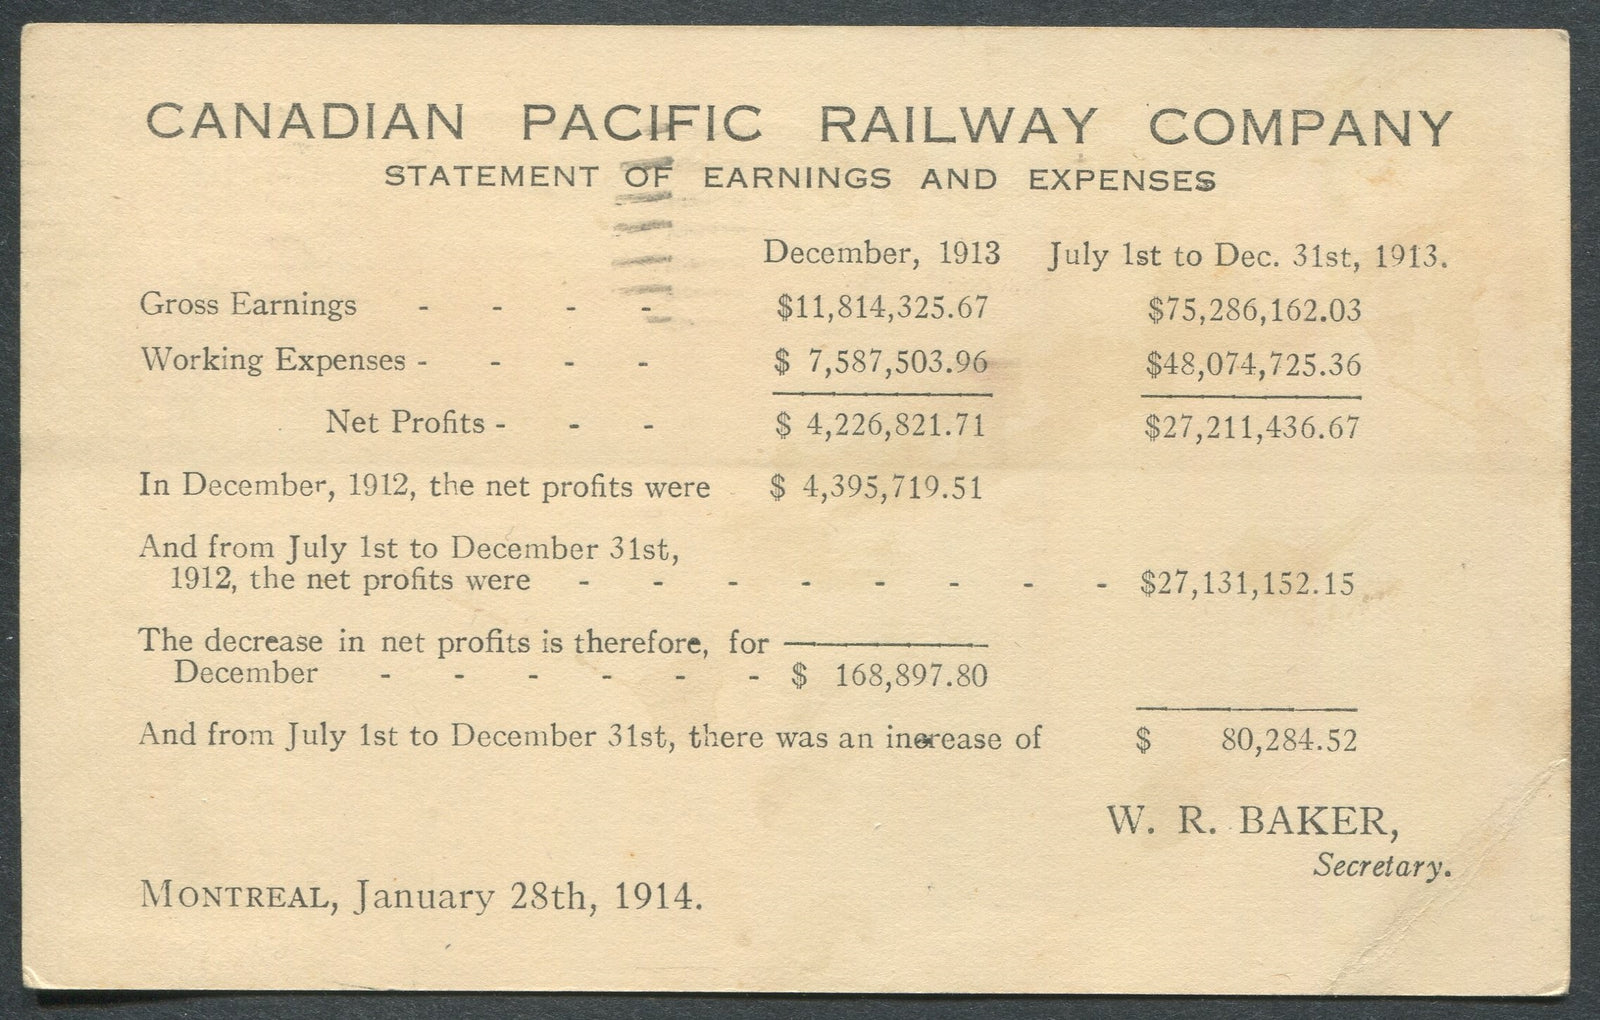 CANADIAN PACIFIC RAILWAY COMPANY
STATEMENT OF EARNINGS AND EXPENSES
December, 1913 July 1st to Dec. 31st, 1913.
Gross Earnings - - - - $11,814,325.67 $75,286,162.03
Working Expenses - - - - $ 7,587,503.96 $48,074,725.36
Net Profits - - - $ 4,226,821.71 $27,211,436.67
In December, 1912, the net profits were $ 4,395,719.51
And from July 1st to December 31st,
1912, the net profits were - - - - - - - - $27,131,152.15
The decrease in net profits is therefore, for
December - - - - - - $ 168,897.80
And from July 1st to December 31st, there was an increase of $ 80,284.52
W. R. BAKER,
Secretary.
MONTREAL, January 28th, 1914.